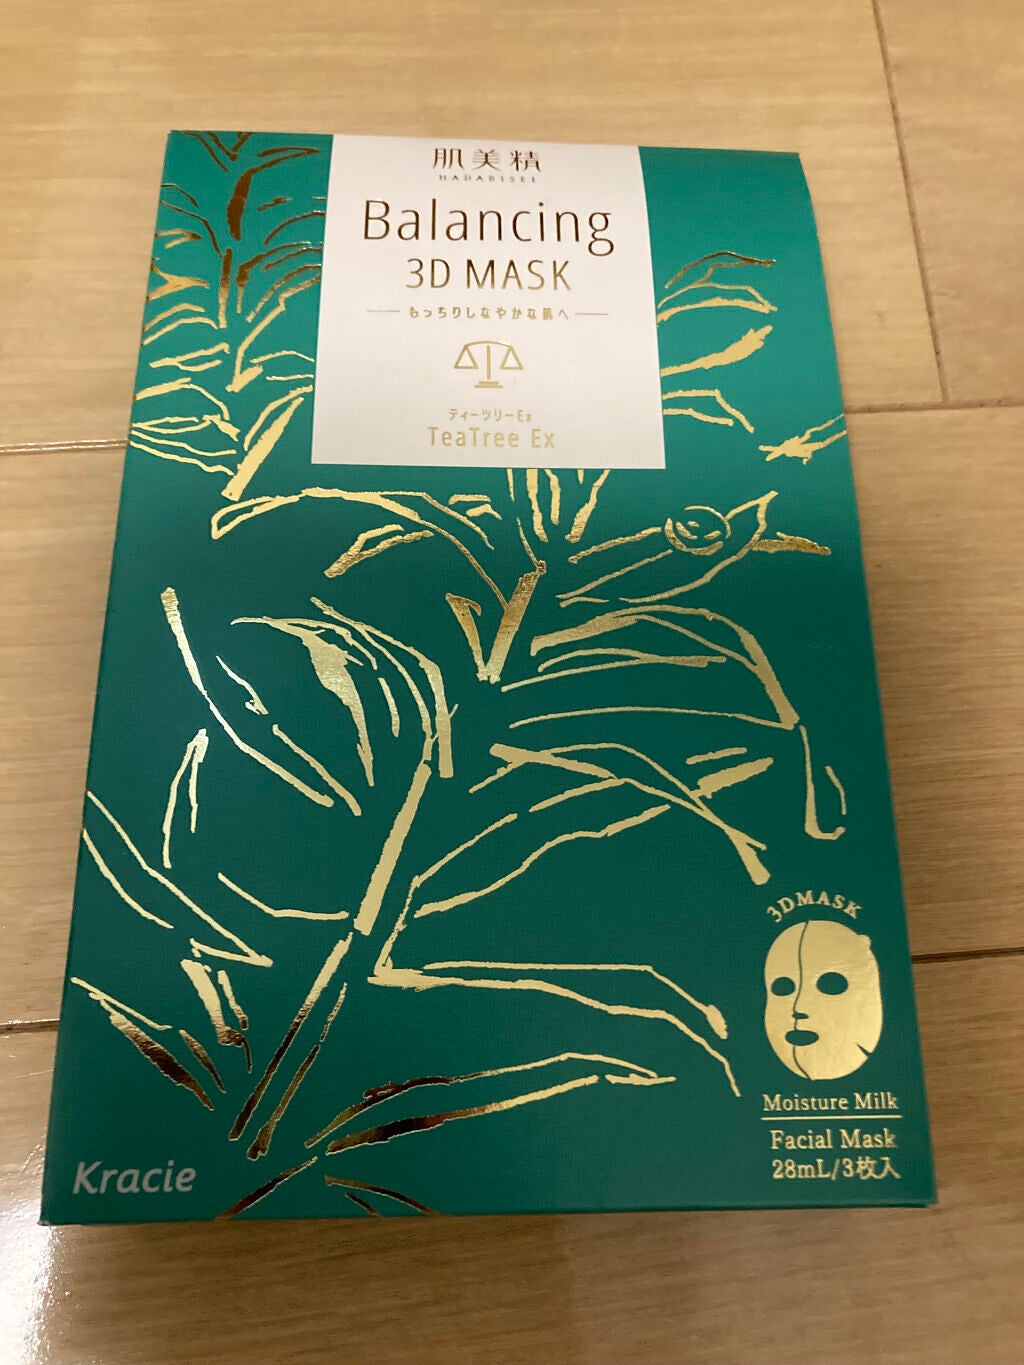 肌美精
HADABISEI
Balancing
3D MASK
もっちりしなやかな肌へ
ティーツリーEx
TeaTree Ex
3DMASK
Moisture Milk
Facial Mask
28mL/3枚入
Kracie